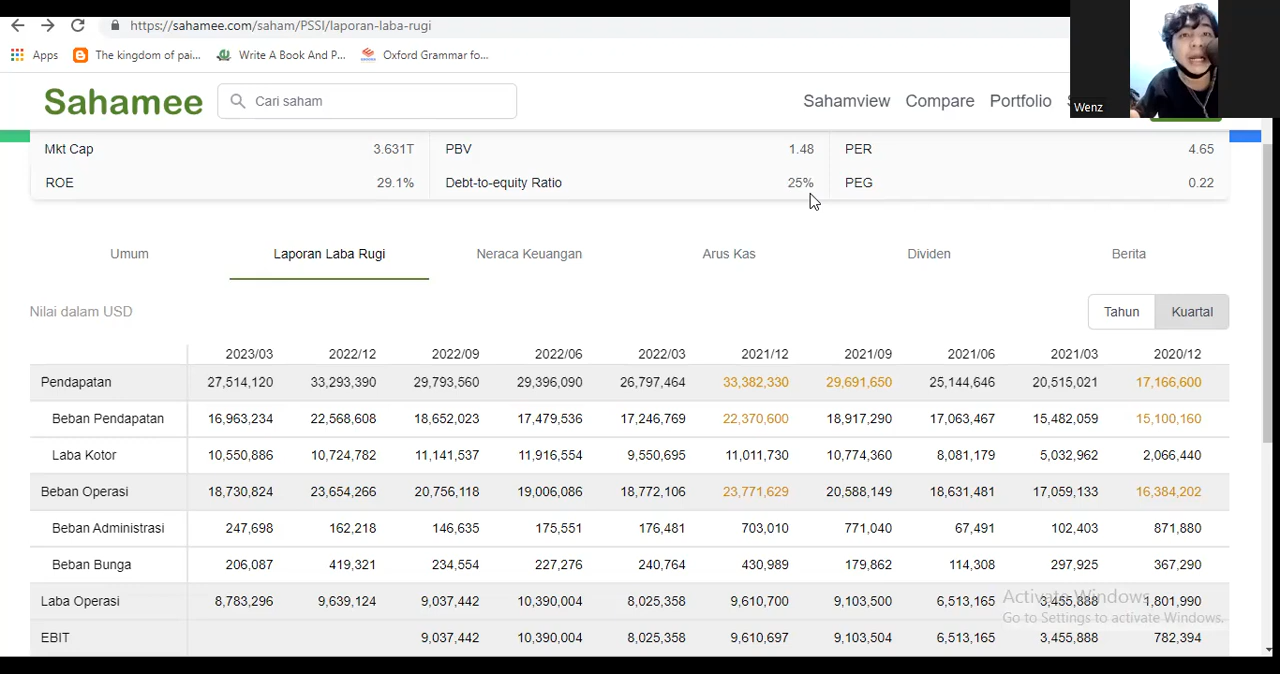 https://sahamee.com/saham/PSSI/laporan-laba-rugi
Apps The kingdom of pai... Write A Book And P... Oxford Grammar fo...
Sahamee Cari saham Sahamview Compare Portfolio
Wenz
Mkt Cap 3.631T PBV 1.48 PER 4.65
ROE 29.1% Debt-to-equity Ratio 25% PEG 0.22
Umum Laporan Laba Rugi Neraca Keuangan Arus Kas Dividen Berita
Nilai dalam USD Tahun Kuartal
2023/03 2022/12 2022/09 2022/06 2022/03 2021/12 2021/09 2021/06 2021/03 2020/12
Pendapatan 27,514,120 33,293,390 29,793,560 29,396,090 26,797,464 33,382,330 29,691,650 25,144,646 20,515,021 17,166,600
Beban Pendapatan 16,963,234 22,568,608 18,652,023 17,479,536 17,246,769 22,370,600 18,917,290 17,063,467 15,482,059 15,100,160
Laba Kotor 10,550,886 10,724,782 11,141,537 11,916,554 9,550,695 11,011,730 10,774,360 8,081,179 5,032,962 2,066,440
Beban Operasi 18,730,824 23,654,266 20,756,118 19,006,086 18,772,106 23,771,629 20,588,149 18,631,481 17,059,133 16,384,202
Beban Administrasi 247,698 162,218 146,635 175,551 176,481 703,010 771,040 67,491 102,403 871,880
Beban Bunga 206,087 419,321 234,554 227,276 240,764 430,989 179,862 114,308 297,925 367,290
Laba Operasi 8,783,296 9,639,124 9,037,442 10,390,004 8,025,358 9,610,700 9,103,500 6,513,165 3,455,888 1,801,990
EBIT 9,037,442 10,390,004 8,025,358 9,610,697 9,103,504 6,513,165 3,455,888 782,394
Activate Windows
Go to Settings to activate Windows.